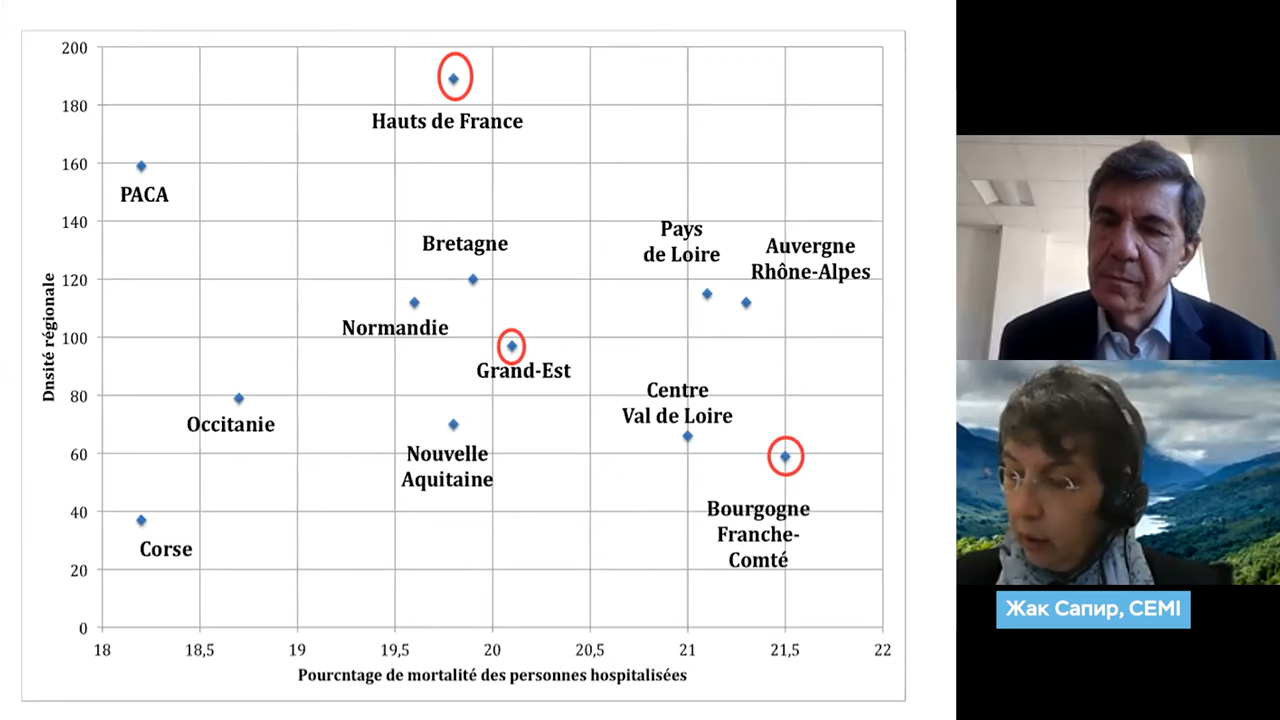 200
180
160
140
120
100
80
60
40
20
0
Dnsité régionale
Hauts de France
PACA
Bretagne
Pays
de Loire
Auvergne
Rhône-Alpes
Normandie
Grand-Est
Centre
Val de Loire
Occitanie
Nouvelle
Aquitaine
Bourgogne
Franche-
Comté
Corse
18
18,5
19
19,5
20
20,5
21
21,5
22
Pourcntage de mortalité des personnes hospitalisées
Жак Сапир, CEMI